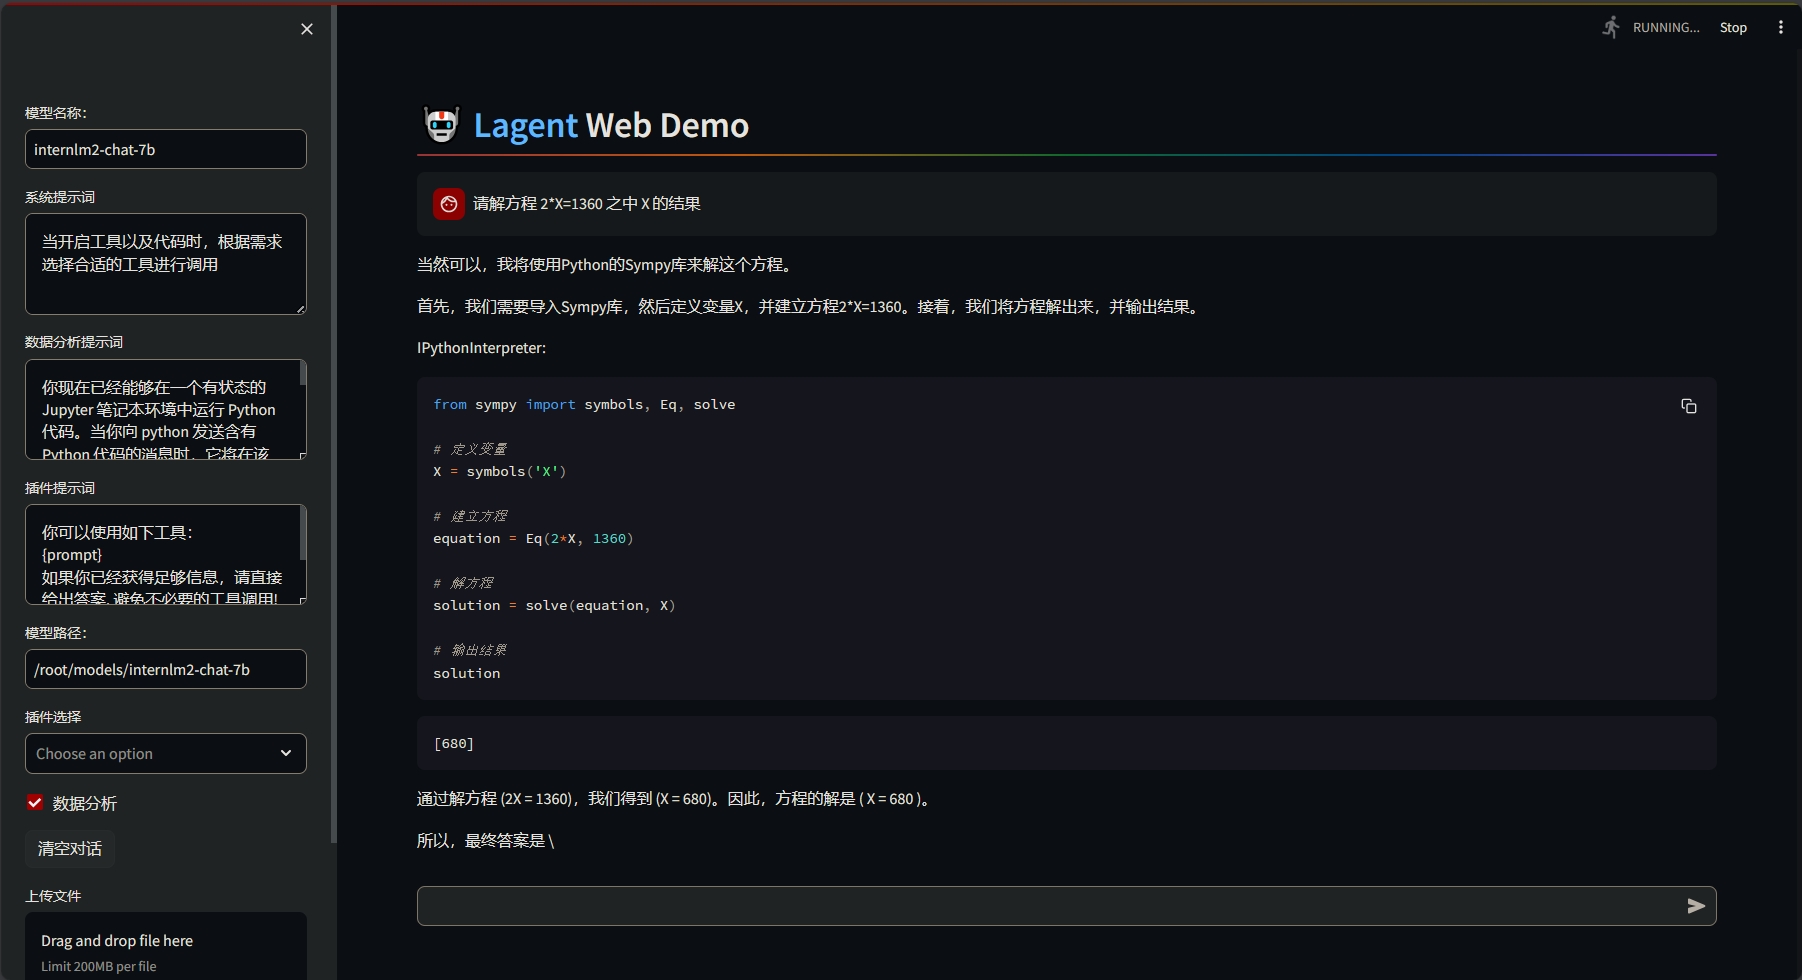 RUNNING...
Stop
模型名称：
internlm2-chat-7b
系统提示词
当开启工具以及代码时，根据需求
选择合适的工具进行调用
数据分析提示词
你现在已经能够在一个有状态的
Jupyter 笔记本环境中运行 Python
代码。当你向 python 发送含有
Python 代码的消息时，它将在该
插件提示词
你可以使用如下工具：
{prompt}
如果你已经获得足够信息，请直接
给出答案. 避免不必要的工具调用!
模型路径：
/root/models/internlm2-chat-7b
插件选择
Choose an option
数据分析
清空对话
上传文件
Drag and drop file here
Limit 200MB per file
Lagent Web Demo
请解方程 2*X=1360 之中 X 的结果
当然可以，我将使用Python的Sympy库来解这个方程。
首先，我们需要导入Sympy库，然后定义变量X，并建立方程2*X=1360。接着，我们将方程解出来，并输出结果。
IPythonInterpreter:
from sympy import symbols, Eq, solve
# 定义变量
X = symbols('X')
# 建立方程
equation = Eq(2*X, 1360)
# 解方程
solution = solve(equation, X)
# 输出结果
solution
[680]
通过解方程 (2X = 1360)，我们得到 (X = 680)。因此，方程的解是 ( X = 680 )。
所以，最终答案是 \